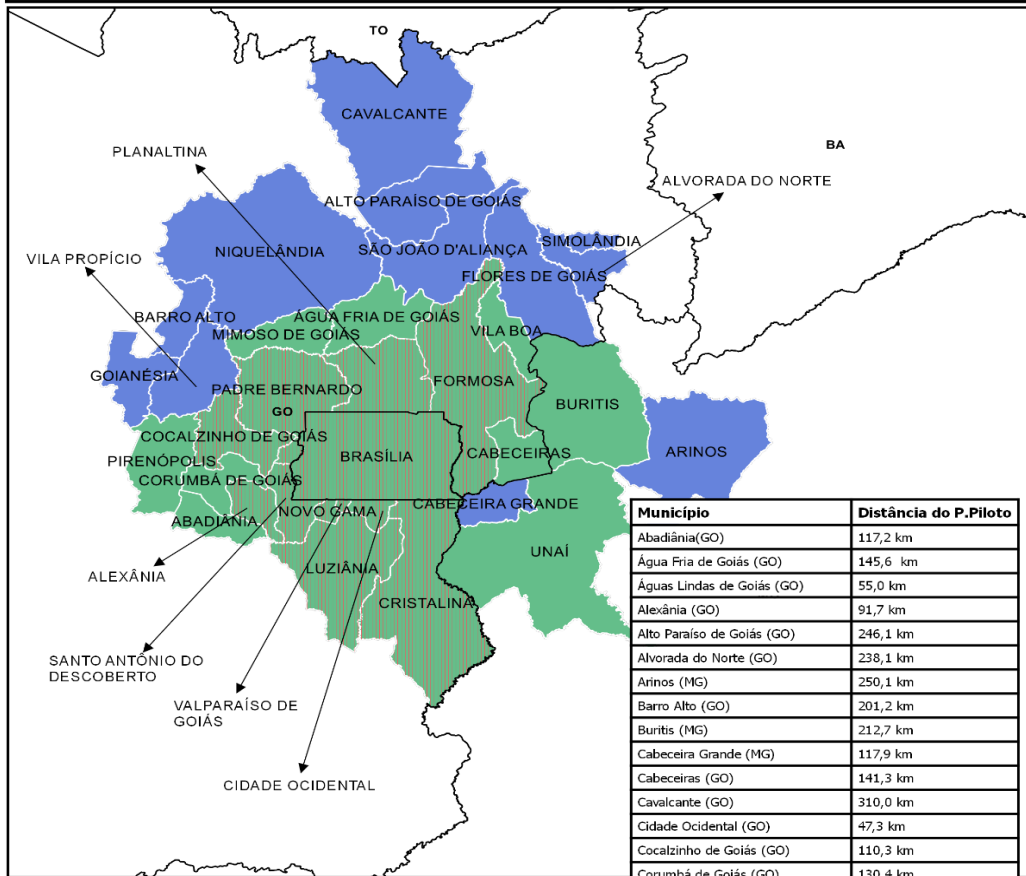 TO
CAVALCANTE
PLANALTINA
BA
ALVORADA DO NORTE
ALTO PARAÍSO DE GOIÁS
SIMOLÂNDIA
SÃO JOÃO D'ALIANÇA
NIQUELÂNDIA
VILA PROPÍCIO
FLORES DE GOIÁS
BARRO ALTO
ÁGUA FRIA DE GOIÁS
MIMOSO DE GOIÁS
VILA BOA
GOIANÉSIA
PADRE BERNARDO
FORMOSA
BURITIS
GO
COCALZINHO DE GOIÁS
BRASÍLIA
CABECEIRAS
ARINOS
PIRENÓPOLIS
CORUMBÁ DE GOIÁS
CABECEIRA GRANDE
NOVO GAMA
ABADIÂNIA
UNAÍ
LUZIÂNIA
ALEXÂNIA
CRISTALINA
SANTO ANTÔNIO DO
DESCOBERTO
VALPARAÍSO DE
GOIÁS
CIDADE OCIDENTAL
Município Distância do P.Piloto
Abadiânia(GO) 117,2 km
Água Fria de Goiás (GO) 145,6 km
Águas Lindas de Goiás (GO) 55,0 km
Alexânia (GO) 91,7 km
Alto Paraíso de Goiás (GO) 246,1 km
Alvorada do Norte (GO) 238,1 km
Arinos (MG) 250,1 km
Barro Alto (GO) 201,2 km
Buritis (MG) 212,7 km
Cabeceira Grande (MG) 117,9 km
Cabeceiras (GO) 141,3 km
Cavalcante (GO) 310,0 km
Cidade Ocidental (GO) 47,3 km
Cocalzinho de Goiás (GO) 110,3 km
Corumbá de Goiás (GO) 130,4 km